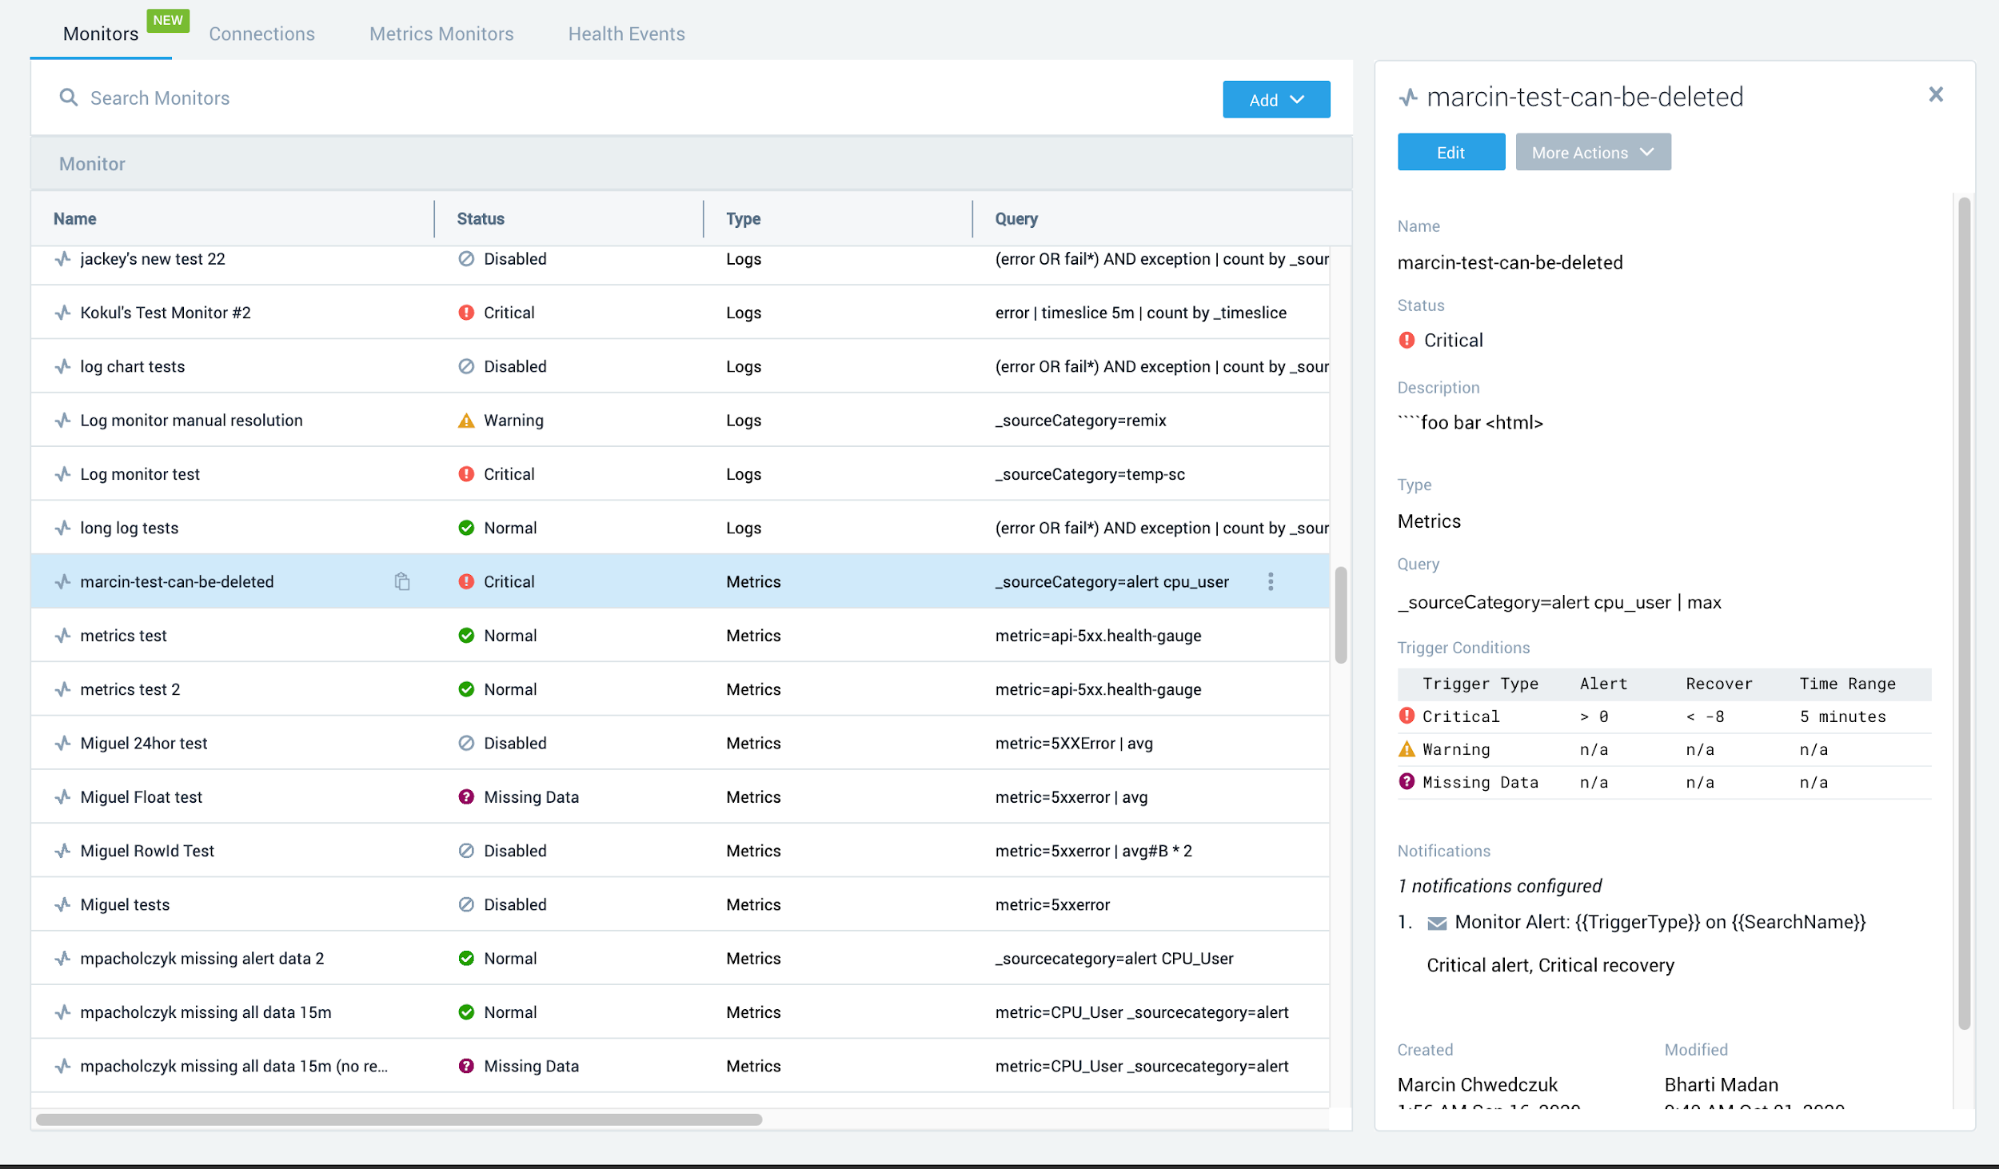 Monitors NEW Connections Metrics Monitors Health Events
Search Monitors
Add
Monitor
Name Status Type Query
jackey's new test 22 Disabled Logs (error OR fail*) AND exception | count by _sour
Kokul's Test Monitor #2 Critical Logs error | timeslice 5m | count by _timeslice
log chart tests Disabled Logs (error OR fail*) AND exception | count by _sour
Log monitor manual resolution Warning Logs _sourceCategory=remix
Log monitor test Critical Logs _sourceCategory=temp-sc
long log tests Normal Logs (error OR fail*) AND exception | count by _sour
marcin-test-can-be-deleted Critical Metrics _sourceCategory=alert cpu_user
metrics test Normal Metrics metric=api-5xx.health-gauge
metrics test 2 Normal Metrics metric=api-5xx.health-gauge
Miguel 24hor test Disabled Metrics metric=5XXError | avg
Miguel Float test Missing Data Metrics metric=5xxerror | avg
Miguel RowId Test Disabled Metrics metric=5xxerror | avg#B * 2
Miguel tests Disabled Metrics metric=5xxerror
mpacholczyk missing alert data 2 Normal Metrics _sourcecategory=alert CPU_User
mpacholczyk missing all data 15m Normal Metrics metric=CPU_User _sourcecategory=alert
mpacholczyk missing all data 15m (no re... Missing Data Metrics metric=CPU_User _sourcecategory=alert
marcin-test-can-be-deleted
Edit More Actions
Name
marcin-test-can-be-deleted
Status
Critical
Description
````foo bar <html>
Type
Metrics
Query
_sourceCategory=alert cpu_user | max
Trigger Conditions
Trigger Type Alert Recover Time Range
Critical > 0 < -8 5 minutes
Warning n/a n/a n/a
Missing Data n/a n/a n/a
Notifications
1 notifications configured
1. Monitor Alert: {{TriggerType}} on {{SearchName}}
Critical alert, Critical recovery
Created Modified
Marcin Chwedczuk Bharti Madan